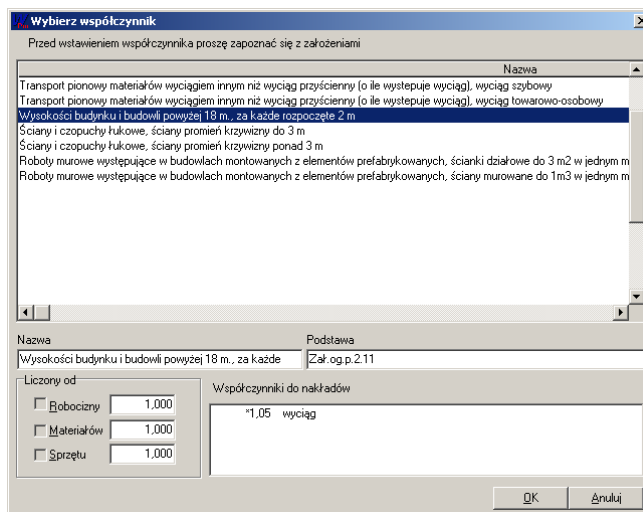 Wybierz współczynnik
Przed wstawieniem współczynnika proszę zapoznać się z założeniami
Nazwa
Transport pionowy materiałów wyciągiem innym niż wyciąg przyścienny (o ile wystepuje wyciąg), wyciąg szybowy
Transport pionowy materiałów wyciągiem innym niż wyciąg przyścienny (o ile wystepuje wyciąg), wyciąg towarowo-osobowy
Wysokości budynku i budowli powyżej 18 m., za każde rozpoczęte 2 m
Ściany i czopuchy łukowe, ściany promień krzywizny do 3 m
Ściany i czopuchy łukowe, ściany promień krzywizny ponad 3 m
Roboty murowe występujące w budowlach montowanych z elementów prefabrykowanych, ścianki działowe do 3 m2 w jednym m
Roboty murowe występujące w budowlach montowanych z elementów prefabrykowanych, ściany murowane do 1m3 w jednym m
Nazwa Podstawa
Wysokości budynku i budowli powyżej 18 m., za każde Zał.og.p.2.11
Liczony od Współczynniki do nakładów
Robocizny 1,000 *1,05 wyciąg
Materiałów 1,000
Sprzętu 1,000
OK Anuluj